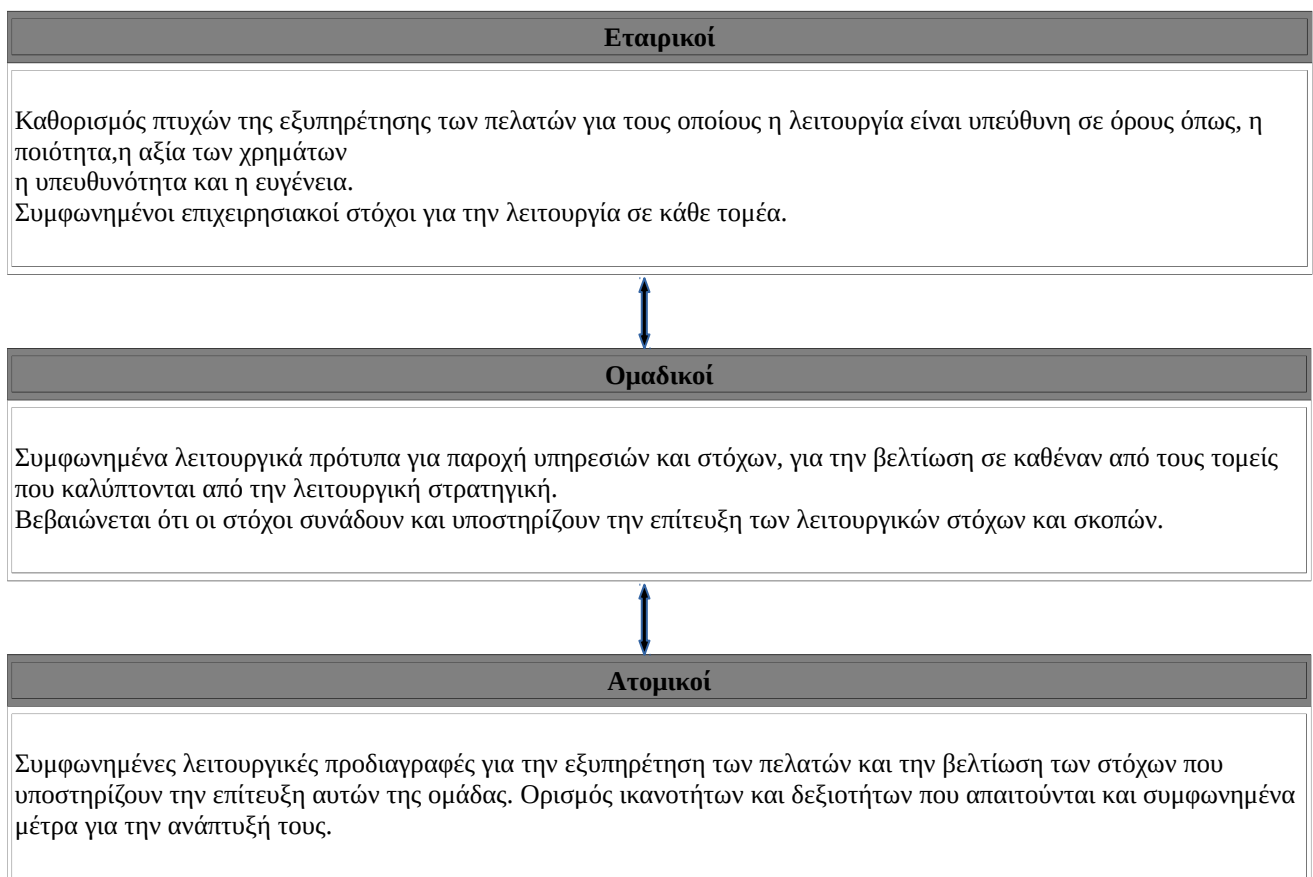 Εταιρικοί
Καθορισμός πτυχών της εξυπηρέτησης των πελατών για τους οποίους η λειτουργία είναι υπεύθυνη σε όρους όπως, η
ποιότητα,η αξία των χρημάτων
η υπευθυνότητα και η ευγένεια.
Συμφωνημένοι επιχειρησιακοί στόχοι για την λειτουργία σε κάθε τομέα.
Ομαδικοί
Συμφωνημένα λειτουργικά πρότυπα για παροχή υπηρεσιών και στόχων, για την βελτίωση σε καθέναν από τους τομείς
που καλύπτονται από την λειτουργική στρατηγική.
Βεβαιώνεται ότι οι στόχοι συνάδουν και υποστηρίζουν την επίτευξη των λειτουργικών στόχων και σκοπών.
Ατομικοί
Συμφωνημένες λειτουργικές προδιαγραφές για την εξυπηρέτηση των πελατών και την βελτίωση των στόχων που
υποστηρίζουν την επίτευξη αυτών της ομάδας. Ορισμός ικανοτήτων και δεξιοτήτων που απαιτούνται και συμφωνημένα
μέτρα για την ανάπτυξή τους.